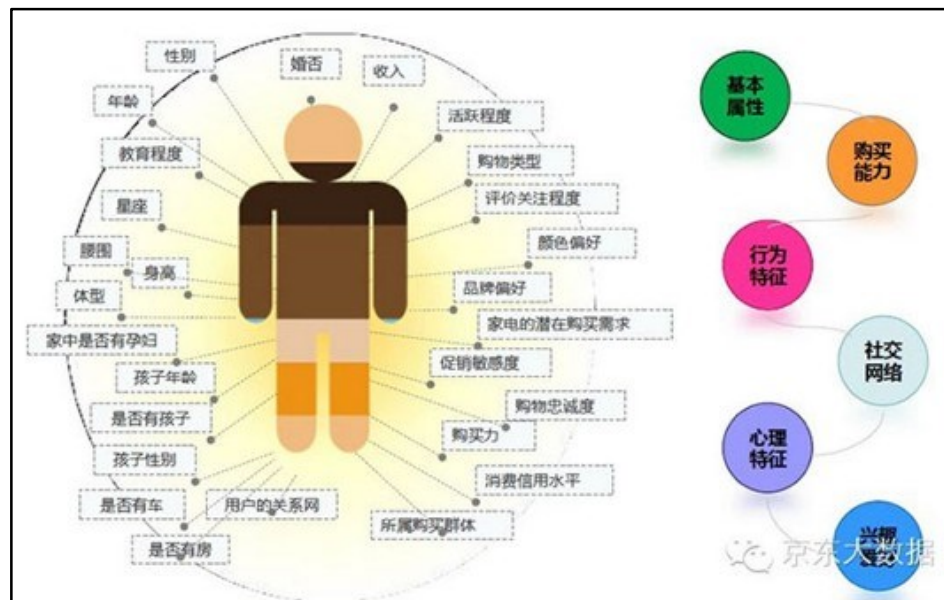 性别
婚否
收入
年龄
活跃程度
教育程度
购物类型
评价关注程度
星座
颜色偏好
腰围
身高
品牌偏好
体型
家电的潜在购买需求
家中是否有孕妇
促销敏感度
孩子年龄
购物忠诚度
是否有孩子
购买力
孩子性别
消费信用水平
是否有车
用户的关系网
所属购买群体
是否有房
基本
属性
购买
能力
行为
特征
社交
网络
心理
特征
兴趣
京东大数据